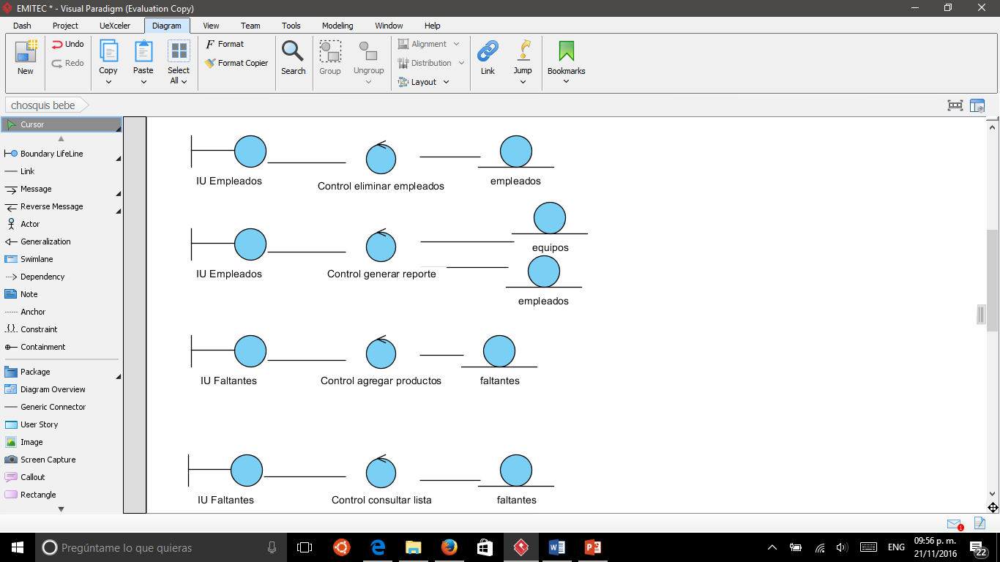 EMITEC * - Visual Paradigm (Evaluation Copy)
Dash Project UeXceler Diagram View Team Tools Modeling Window Help
New
Undo
Redo
Copy
Paste
Select
All
Format
Format Copier
Search
Group
Ungroup
Alignment
Distribution
Layout
Link
Jump
Bookmarks
chosquis bebe
Cursor
Boundary LifeLine
Link
Message
Reverse Message
Actor
Generalization
Swimlane
Dependency
Note
Anchor
Constraint
Containment
Package
Diagram Overview
Generic Connector
User Story
Image
Screen Capture
Callout
Rectangle
IU Empleados
Control eliminar empleados
empleados
equipos
IU Empleados
Control generar reporte
empleados
IU Faltantes
Control agregar productos
faltantes
IU Faltantes
Control consultar lista
faltantes
1
Pregúntame lo que quieras
ENG
09:56 p. m.
21/11/2016
22